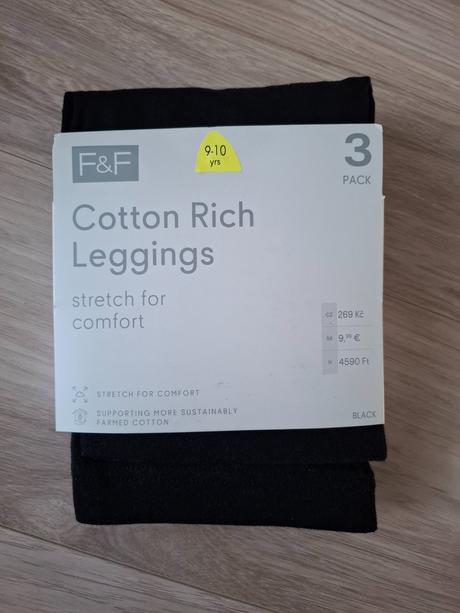 F&F
9-10
yrs
3
PACK
Cotton Rich
Leggings
stretch for
comfort
CZ 269 Kč
9,99 €
H 4590 Ft
STRETCH FOR COMFORT
SUPPORTING MORE SUSTAINABLY
FARMED COTTON
BLACK